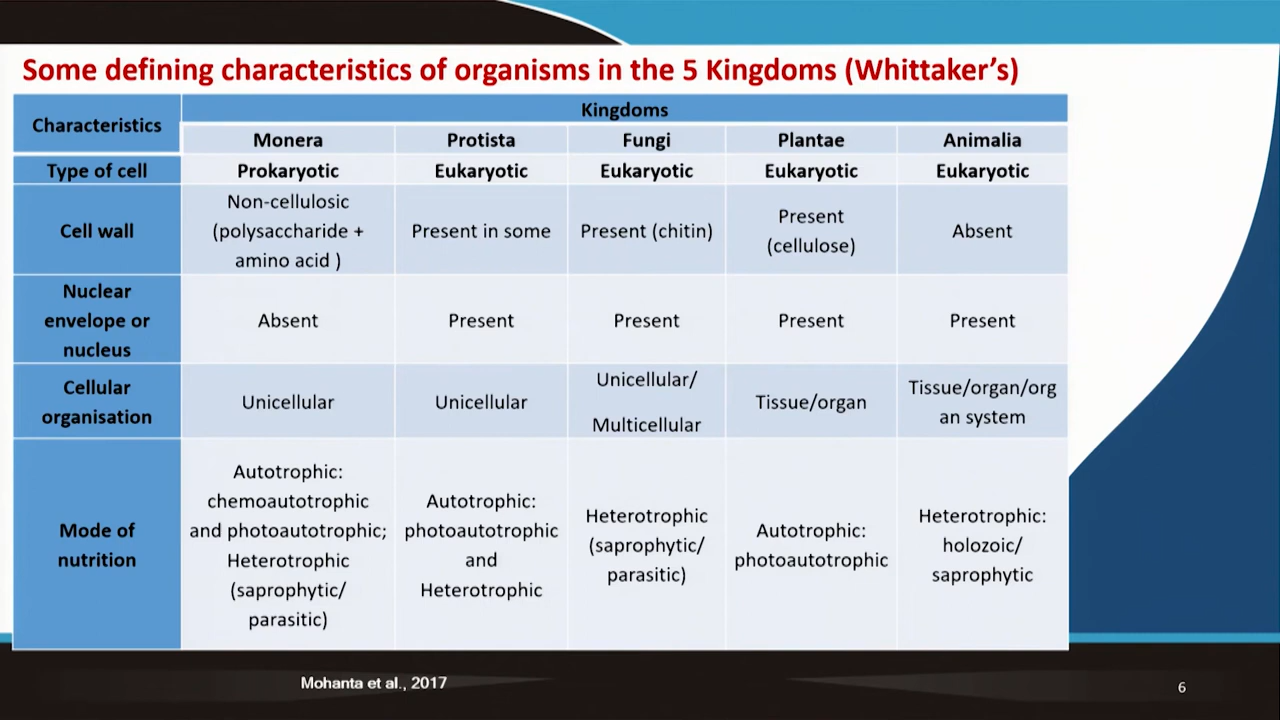 Some defining characteristics of organisms in the 5 Kingdoms (Whittaker's)
Characteristics
Kingdoms
Monera
Protista
Fungi
Plantae
Animalia
Type of cell
Prokaryotic
Eukaryotic
Eukaryotic
Eukaryotic
Eukaryotic
Cell wall
Non-cellulosic
(polysaccharide +
amino acid )
Present in some
Present (chitin)
Present
(cellulose)
Absent
Nuclear
envelope or
nucleus
Absent
Present
Present
Present
Present
Cellular
organisation
Unicellular
Unicellular
Unicellular/
Multicellular
Tissue/organ
Tissue/organ/org
an system
Mode of
nutrition
Autotrophic:
chemoautotrophic
and photoautotrophic;
Heterotrophic
(saprophytic/
parasitic)
Autotrophic:
photoautotrophic
and
Heterotrophic
Heterotrophic
(saprophytic/
parasitic)
Autotrophic:
photoautotrophic
Heterotrophic:
holozoic/
saprophytic
Mohanta et al., 2017
6